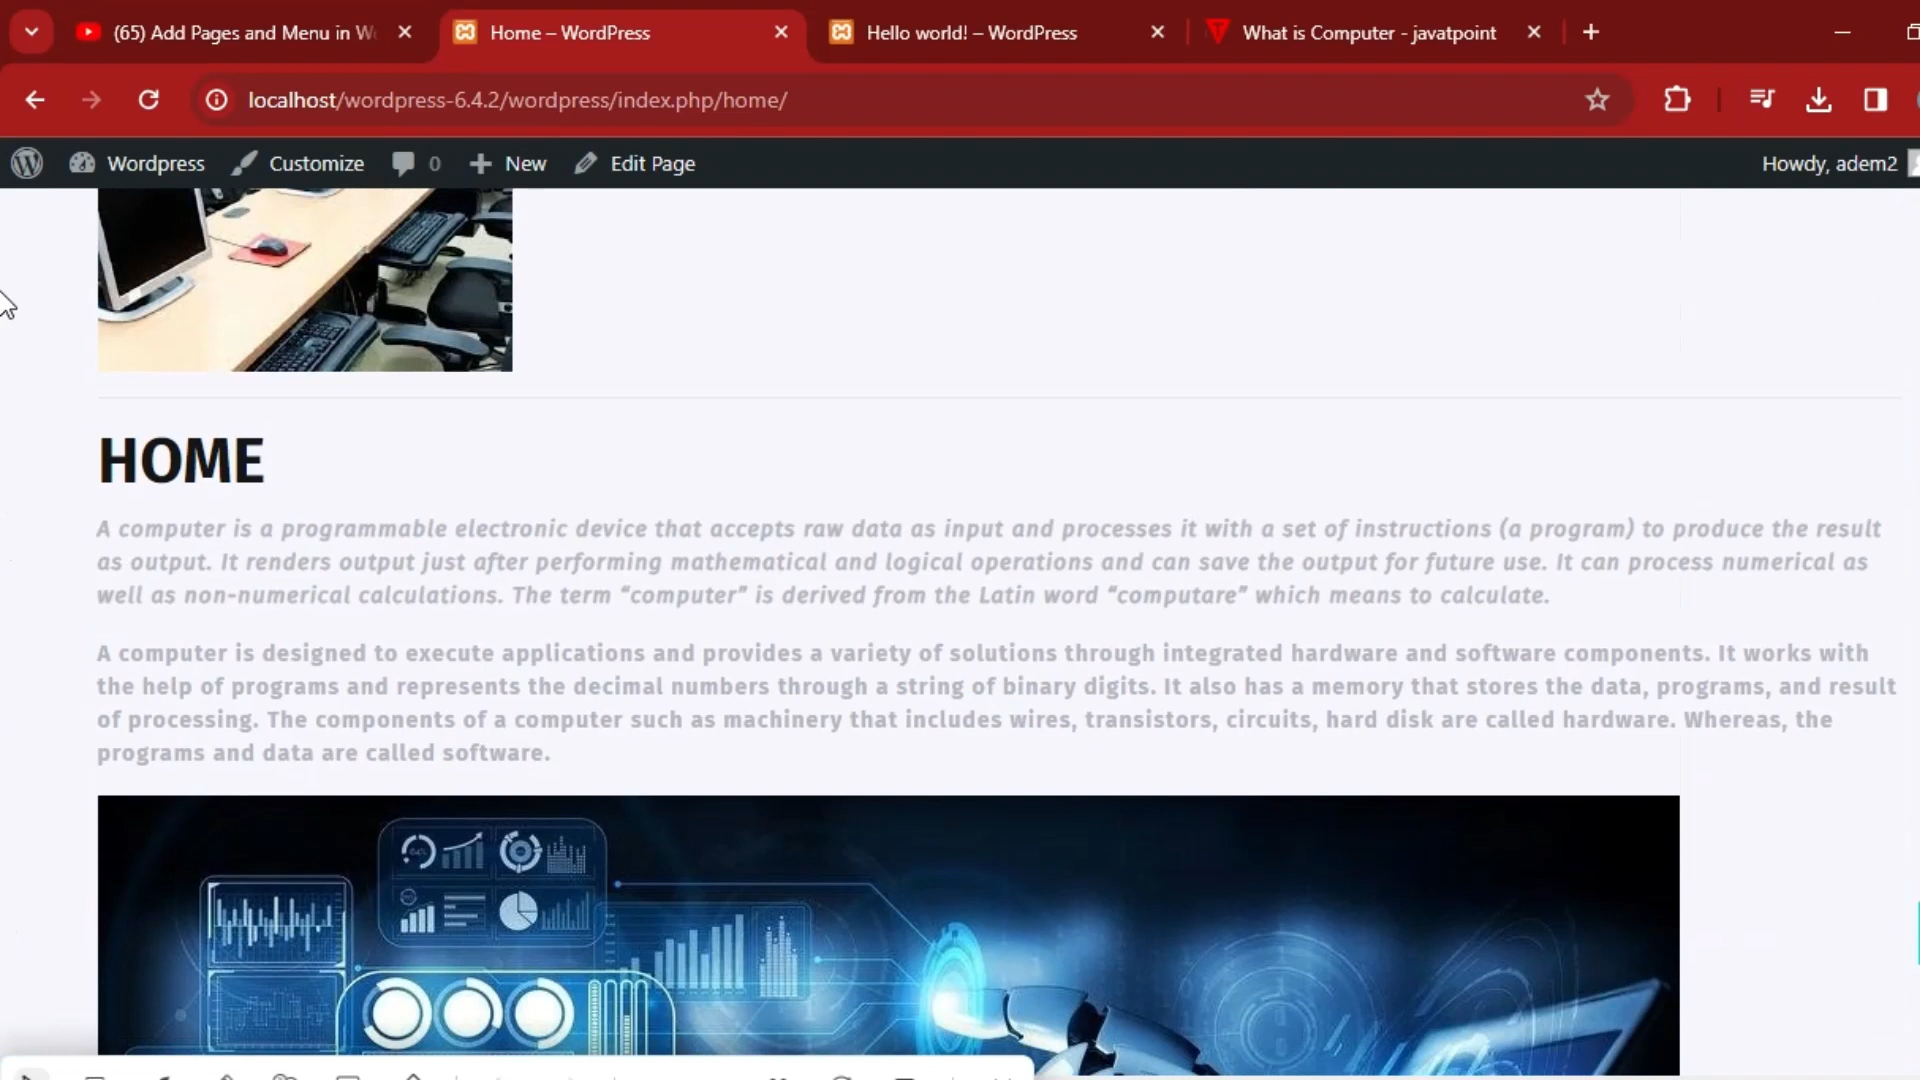 (65) Add Pages and Menu in W
Home – WordPress
Hello world! – WordPress
What is Computer - javatpoint
localhost/wordpress-6.4.2/wordpress/index.php/home/
Wordpress
Customize
0
New
Edit Page
Howdy, adem2
HOME
A computer is a programmable electronic device that accepts raw data as input and processes it with a set of instructions (a program) to produce the result
as output. It renders output just after performing mathematical and logical operations and can save the output for future use. It can process numerical as
well as non-numerical calculations. The term “computer” is derived from the Latin word “computare” which means to calculate.
A computer is designed to execute applications and provides a variety of solutions through integrated hardware and software components. It works with
the help of programs and represents the decimal numbers through a string of binary digits. It also has a memory that stores the data, programs, and result
of processing. The components of a computer such as machinery that includes wires, transistors, circuits, hard disk are called hardware. Whereas, the
programs and data are called software.